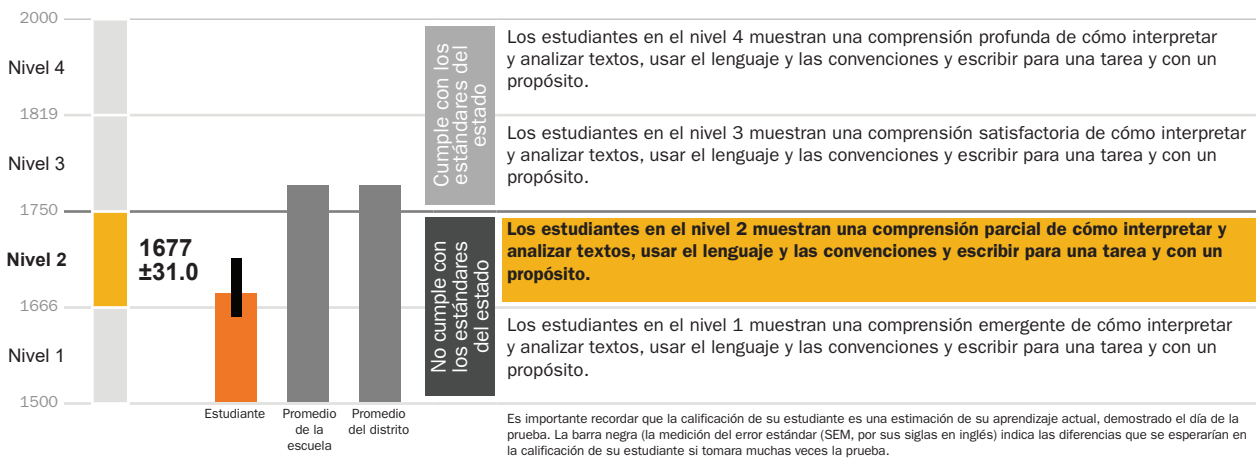 2000
Nivel 4
1819
Nivel 3
1750
Nivel 2
1666
Nivel 1
1500
1677
±31.0
Estudiante
Promedio
de la
escuela
Promedio
del distrito
Cumple con los
estándares del
estado
No cumple con
los estándares
del estado
Los estudiantes en el nivel 4 muestran una comprensión profunda de cómo interpretar
y analizar textos, usar el lenguaje y las convenciones y escribir para una tarea y con un
propósito.
Los estudiantes en el nivel 3 muestran una comprensión satisfactoria de cómo interpretar
y analizar textos, usar el lenguaje y las convenciones y escribir para una tarea y con un
propósito.
Los estudiantes en el nivel 2 muestran una comprensión parcial de cómo interpretar y
analizar textos, usar el lenguaje y las convenciones y escribir para una tarea y con un
propósito.
Los estudiantes en el nivel 1 muestran una comprensión emergente de cómo interpretar
y analizar textos, usar el lenguaje y las convenciones y escribir para una tarea y con un
propósito.
Es importante recordar que la calificación de su estudiante es una estimación de su aprendizaje actual, demostrado el día de la
prueba. La barra negra (la medición del error estándar (SEM, por sus siglas en inglés) indica las diferencias que se esperarían en
la calificación de su estudiante si tomara muchas veces la prueba.